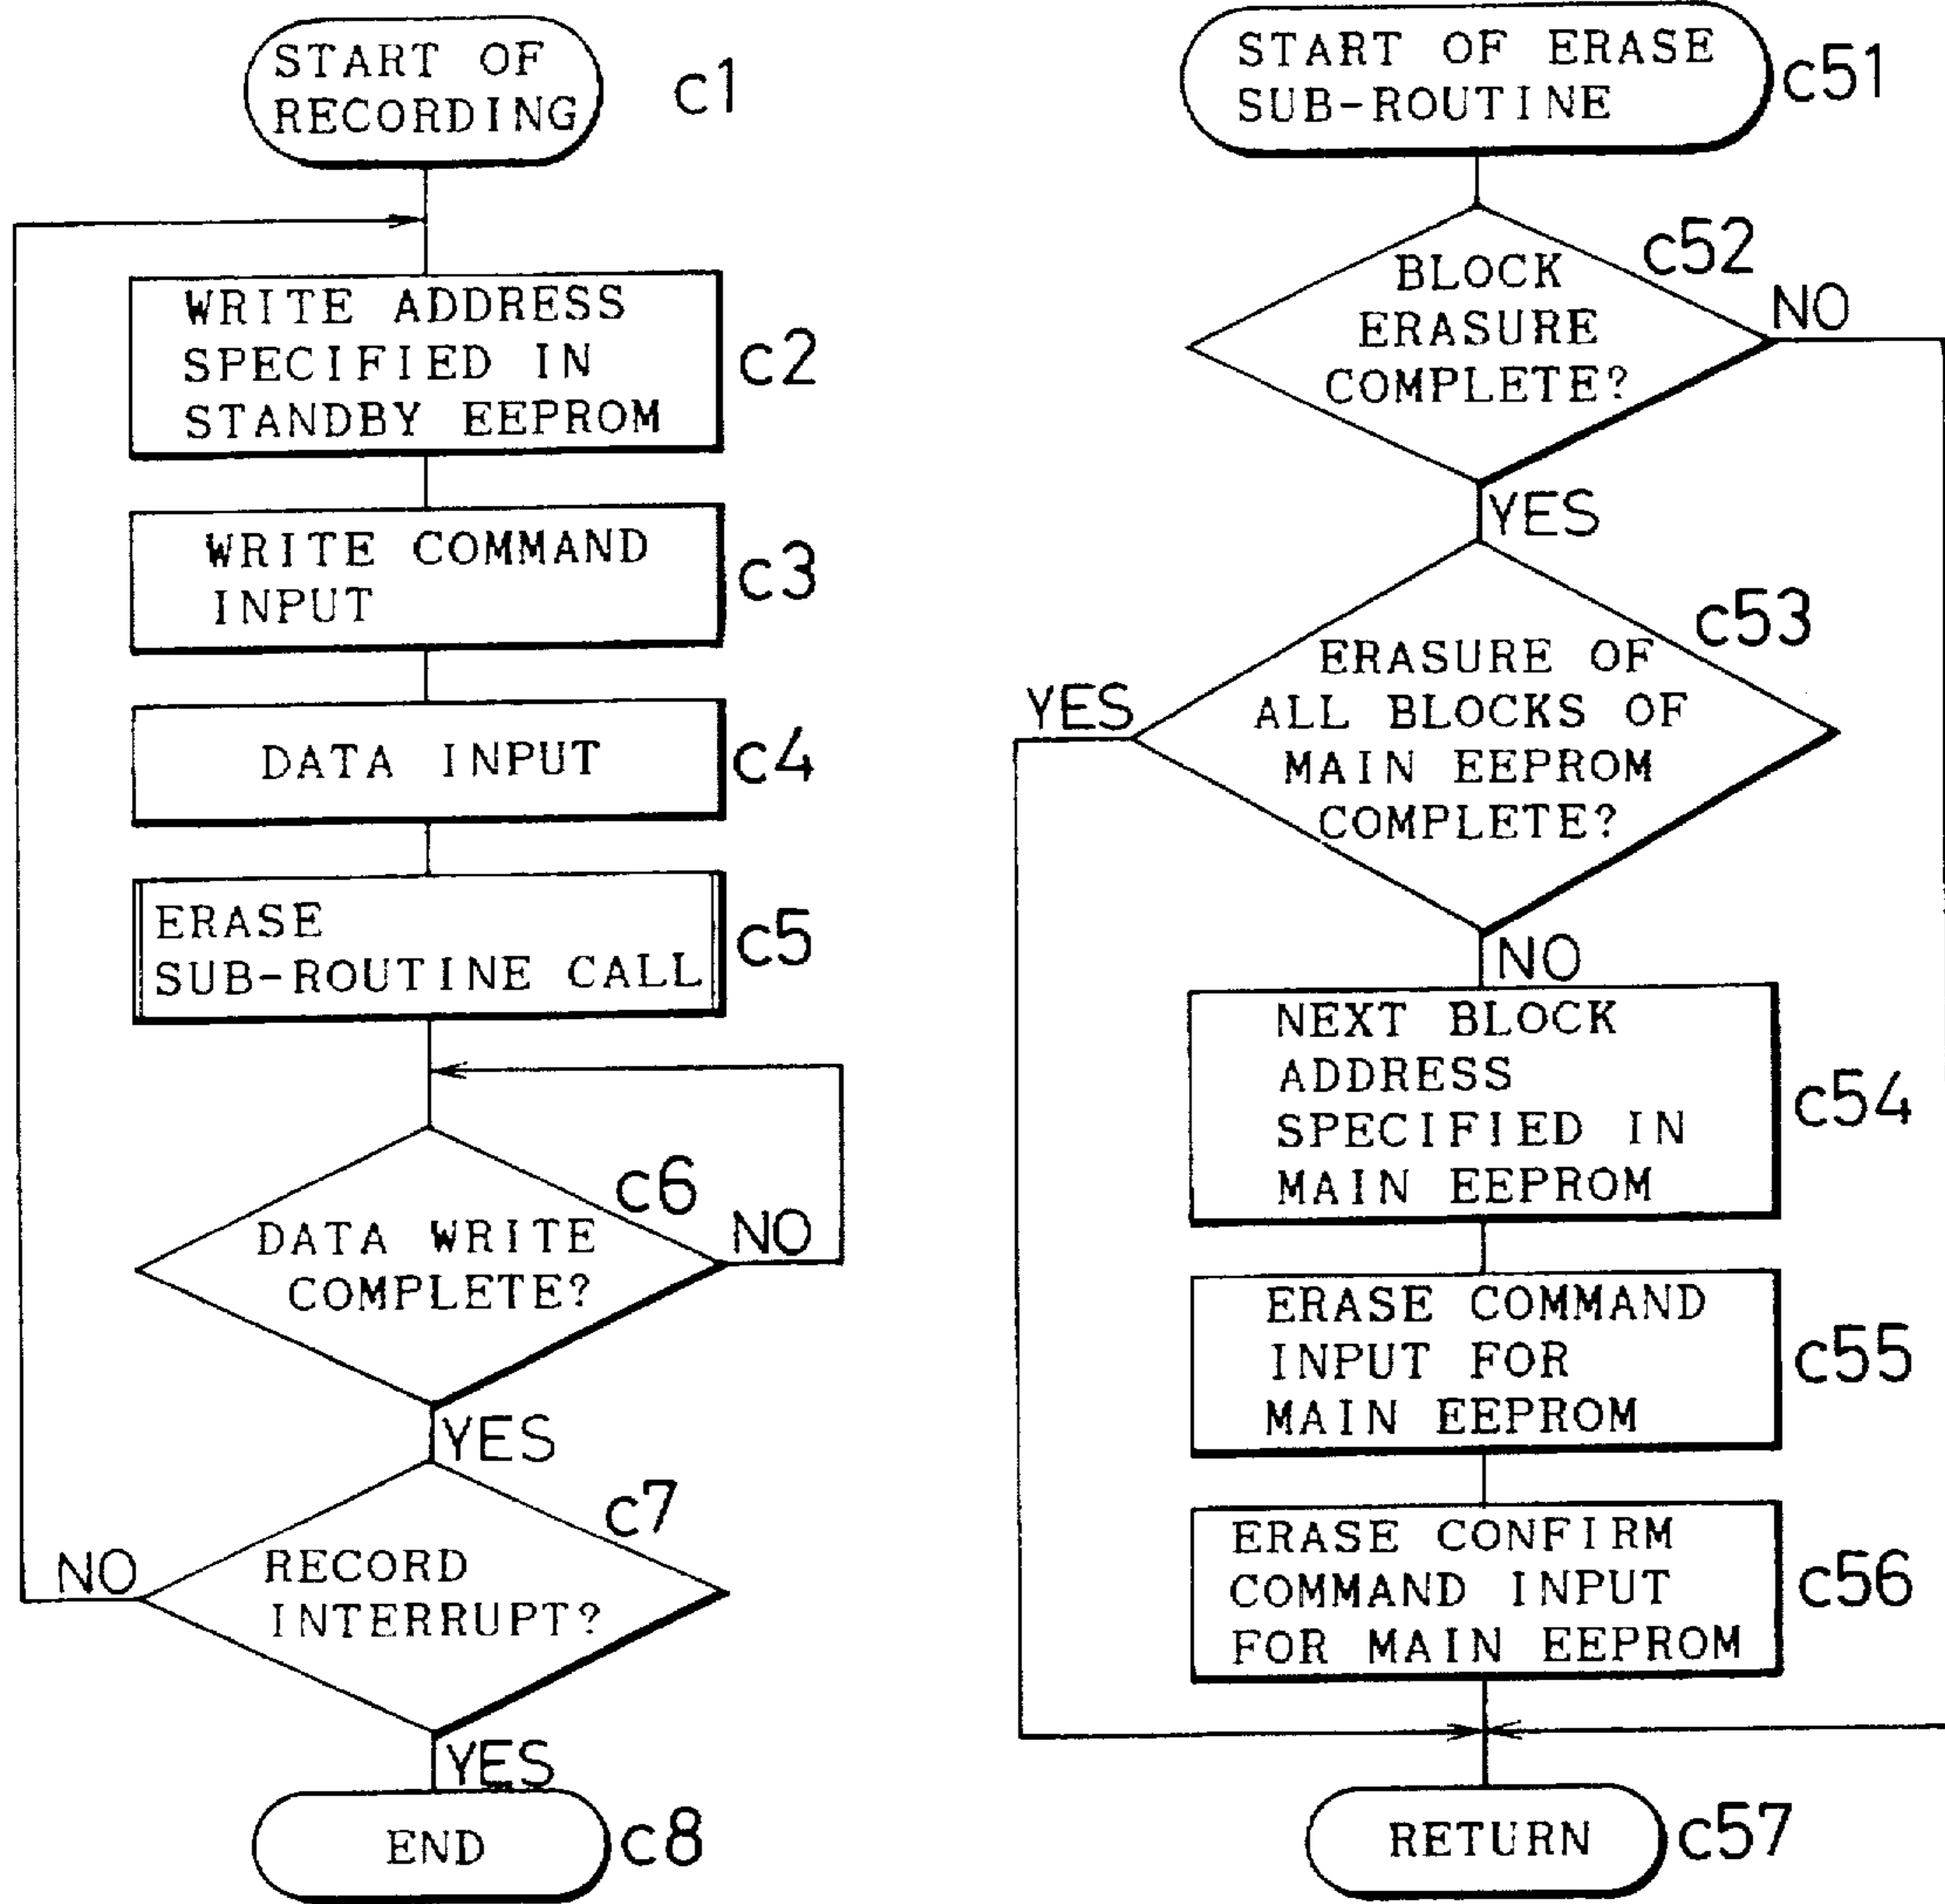 START OF
RECORDING
c1
WRITE ADDRESS
SPECIFIED IN
STANDBY EEPROM
c2
WRITE COMMAND
INPUT
c3
DATA INPUT
c4
ERASE
SUB-ROUTINE CALL
c5
c6
DATA WRITE
COMPLETE?
NO
YES
c7
RECORD
INTERRUPT?
NO
YES
END
c8
START OF ERASE
SUB-ROUTINE
c51
c52
BLOCK
ERASURE
COMPLETE?
NO
YES
c53
ERASURE OF
ALL BLOCKS OF
MAIN EEPROM
COMPLETE?
YES
NO
NEXT BLOCK
ADDRESS
SPECIFIED IN
MAIN EEPROM
c54
ERASE COMMAND
INPUT FOR
MAIN EEPROM
c55
ERASE CONFIRM
COMMAND INPUT
FOR MAIN EEPROM
c56
RETURN
c57